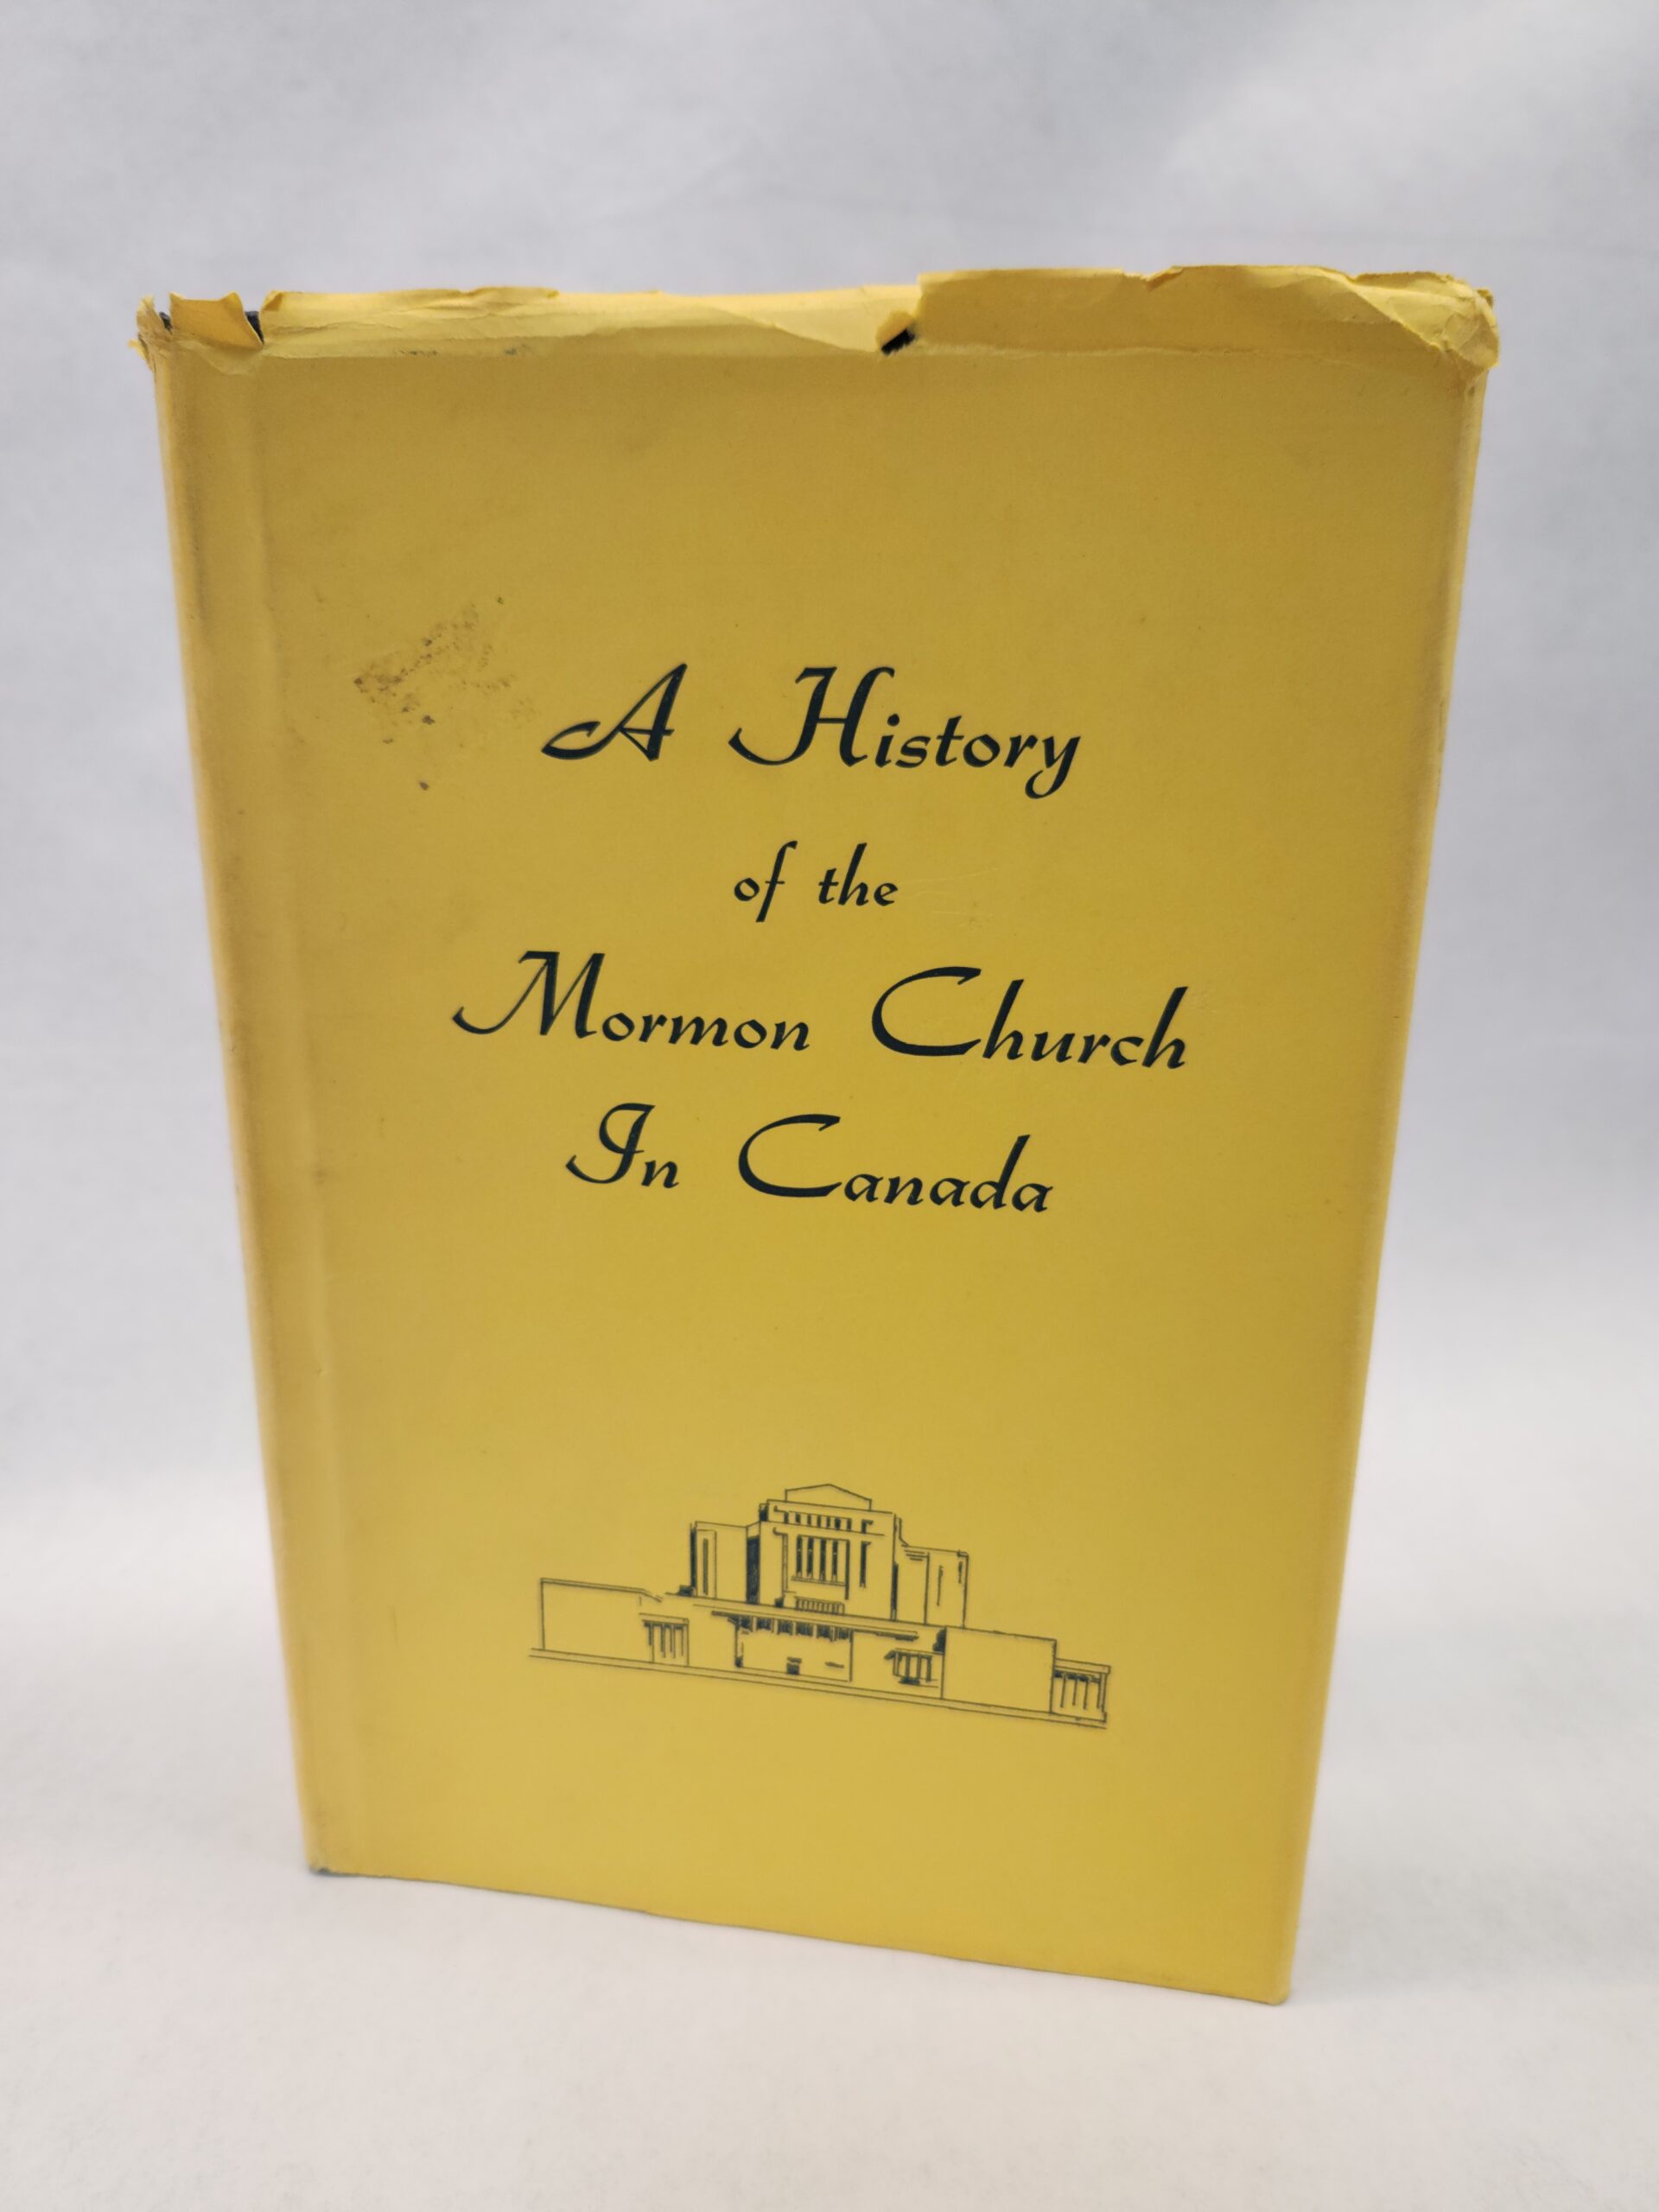 A History
of the
Mormon Church
In Canada